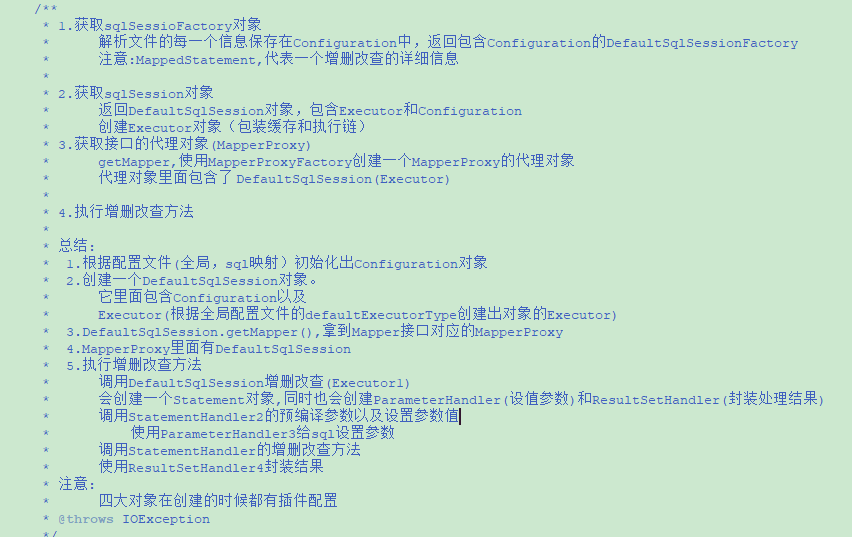 /**
* 1.获取sqlSessioFactory对象
* 解析文件的每一个信息保存在Configuration中，返回包含Configuration的DefaultSqlSessionFactory
* 注意:MappedStatement,代表一个增删改查的详细信息
*
* 2.获取sqlSession对象
* 返回DefaultSqlSession对象，包含Executor和Configuration
* 创建Executor对象（包装缓存和执行链）
* 3.获取接口的代理对象(MapperProxy)
* getMapper,使用MapperProxyFactory创建一个MapperProxy的代理对象
* 代理对象里面包含了 DefaultSqlSession(Executor)
*
* 4.执行增删改查方法
*
* 总结:
* 1.根据配置文件(全局，sql映射）初始化出Configuration对象
* 2.创建一个DefaultSqlSession对象。
* 它里面包含Configuration以及
* Executor(根据全局配置文件的defaultExecutorType创建出对象的Executor)
* 3.DefaultSqlSession.getMapper(),拿到Mapper接口对应的MapperProxy
* 4.MapperProxy里面有DefaultSqlSession
* 5.执行增删改查方法
* 调用DefaultSqlSession增删改查(Executor1)
* 会创建一个Statement对象,同时也会创建ParameterHandler(设值参数)和ResultSetHandler(封装处理结果)
* 调用StatementHandler2的预编译参数以及设置参数值
* 使用ParameterHandler3给sql设置参数
* 调用StatementHandler的增删改查方法
* 使用ResultSetHandler4封装结果
* 注意:
* 四大对象在创建的时候都有插件配置
* @throws IOException
*/